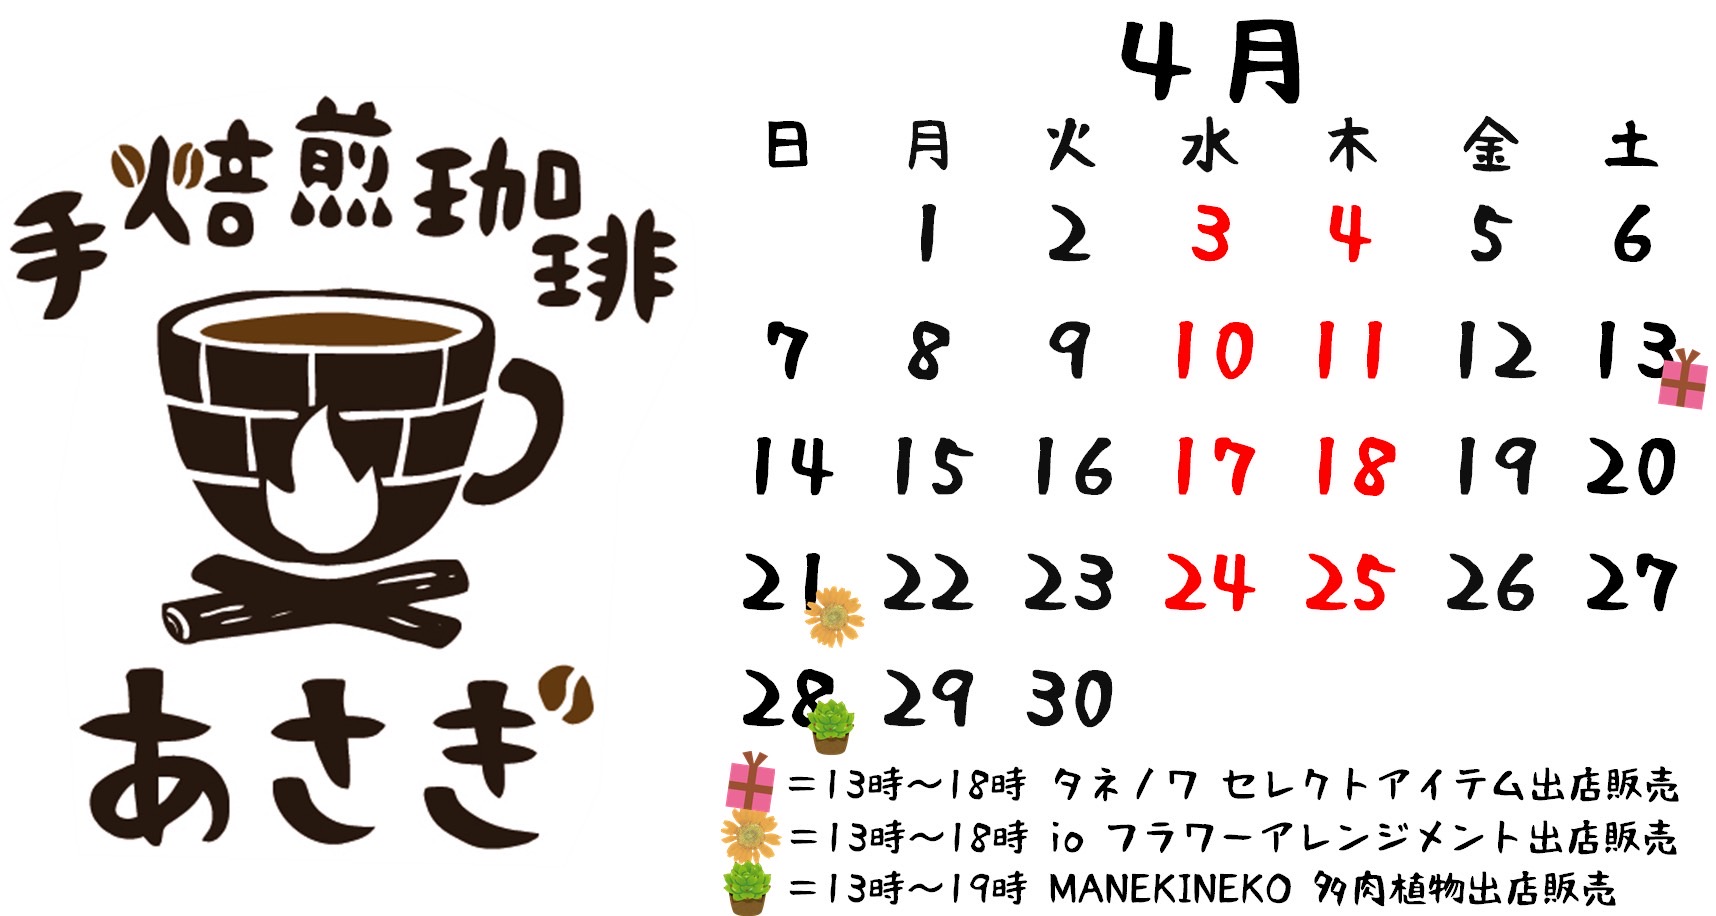 手焙煎珈琲
あさぎ
4月
日 月 火 水 木 金 土
1 2 3 4 5 6
7 8 9 10 11 12 13
14 15 16 17 18 19 20
21 22 23 24 25 26 27
28 29 30
＝13時～18時 タネノワ セレクトアイテム出店販売
＝13時～18時 io フラワーアレンジメント出店販売
＝13時～19時 MANEKINEKO 多肉植物出店販売